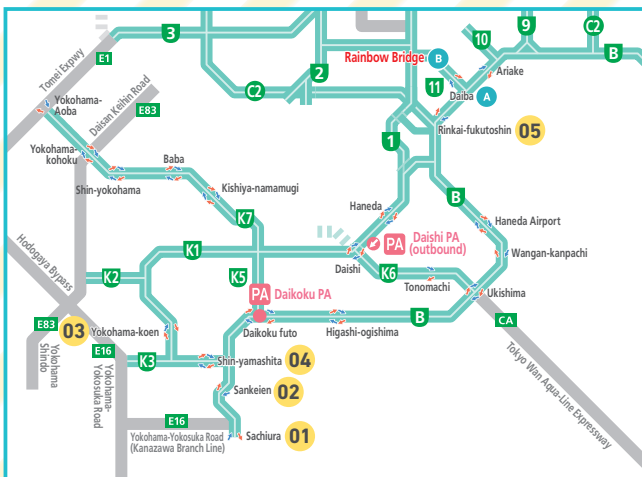 3
Tomei Expwy
E1
Yokohama-
Aoba
Daisan Keihin Road
E83
Yokohama-
kohoku
Shin-yokohama
Baba
Kishiya-namamugi
K7
C2
2
Rainbow Bridge
B
11
10
9
C2
B
Ariake
Daiba
A
Rinkai-fukutoshin
05
1
Haneda
B
Haneda Airport
Wangan-kanpachi
PA
Daishi PA
(outbound)
Daishi
K6
Tonomachi
Ukishima
CA
Tokyo Wan Aqua-Line Expressway
Hodogaya Bypass
K1
K2
K5
PA
Daikoku PA
Daikoku futo
Higashi-ogishima
B
E83
03
Yokohama
Shindo
E16
Yokohama-
Yokosuka Road
Yokohama-koen
K3
Shin-yamashita
04
Sankeien
02
E16
Yokohama-Yokosuka Road
(Kanazawa Branch Line)
Sachiura
01